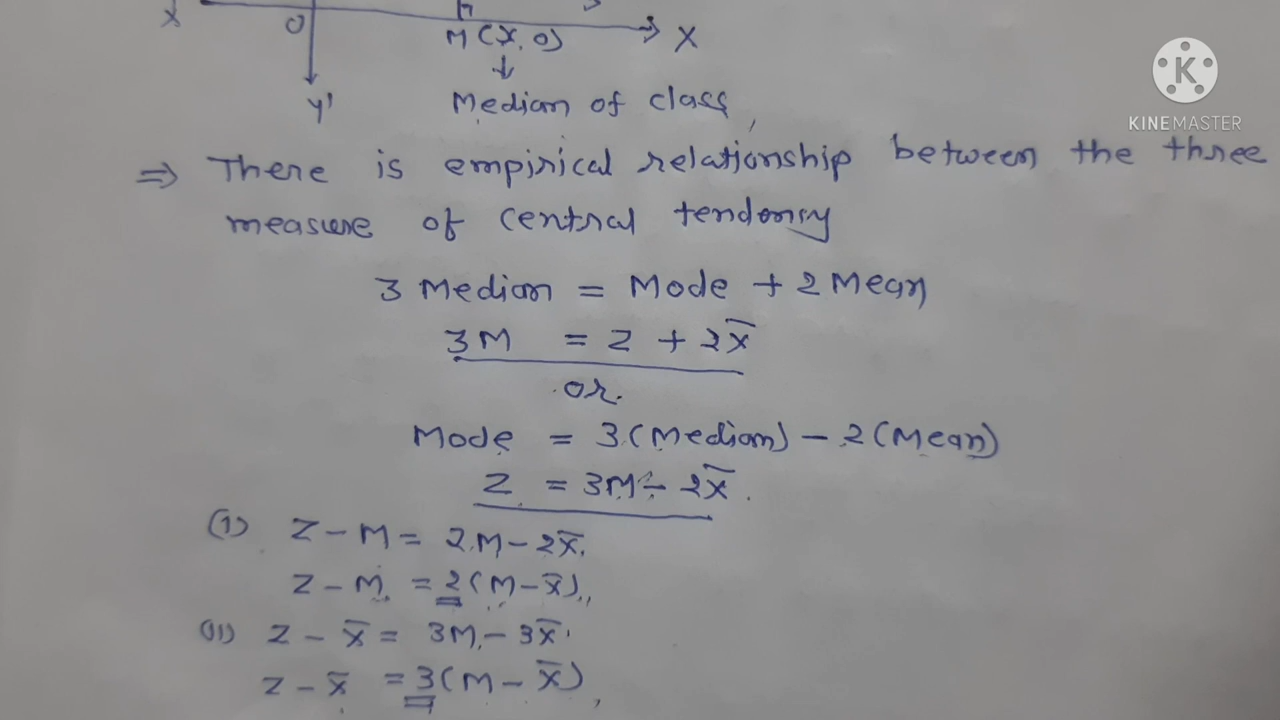 X O X
M (X, 0)
Y' Median of class,
⇒ There is empirical relationship between the three
measure of central tendency
3 Median = Mode + 2 Mean
3M = Z + 2x̅
or.
Mode = 3(Median) - 2(Mean)
Z = 3M - 2x̅.
(I) Z - M = 2M - 2x̅.
Z - M = 2(M - x̅),
(II) Z - x̅ = 3M - 3x̅.
Z - x̅ = 3(M - x̅),
K
KINEMASTER